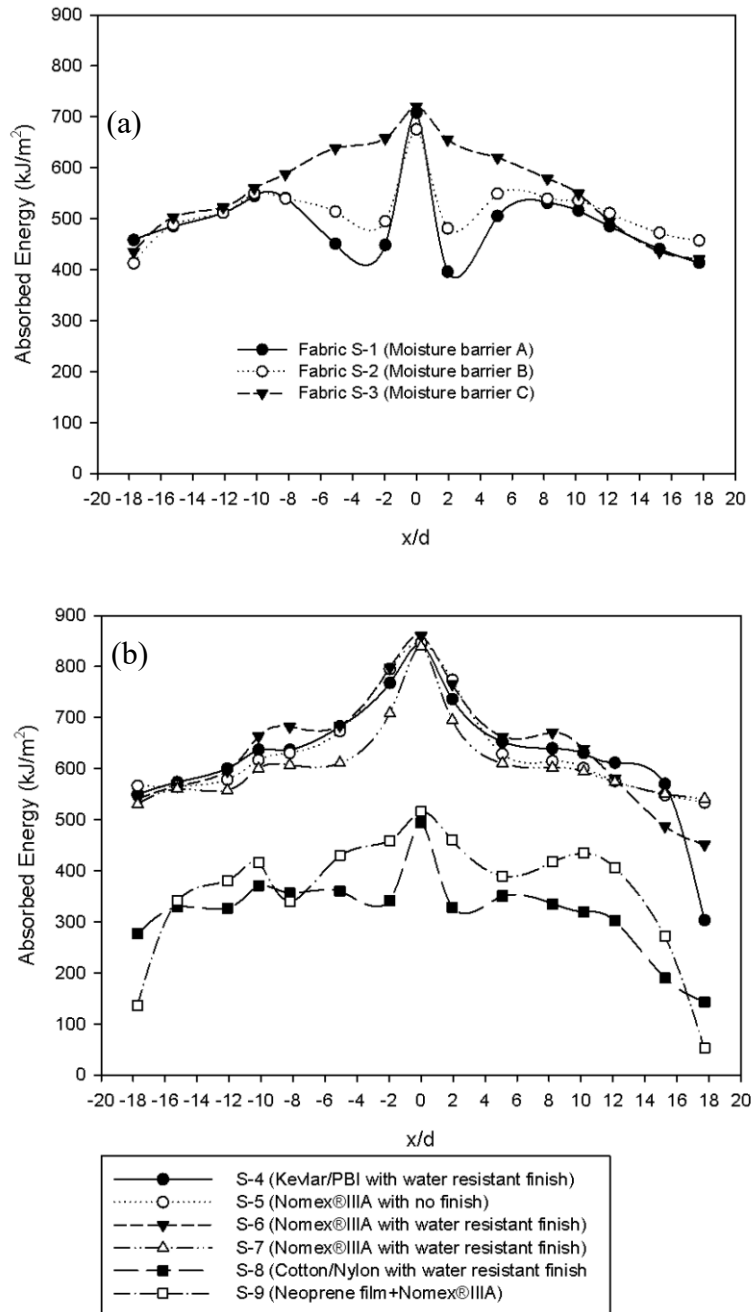 900
800
700
600
500
400
300
200
100
0
Absorbed Energy (kJ/m²)
(a)
Fabric S-1 (Moisture barrier A)
Fabric S-2 (Moisture barrier B)
Fabric S-3 (Moisture barrier C)
-20 -18 -16 -14 -12 -10 -8 -6 -4 -2 0 2 4 6 8 10 12 14 16 18 20
x/d
900
800
700
600
500
400
300
200
100
0
Absorbed Energy (kJ/m²)
(b)
-20 -18 -16 -14 -12 -10 -8 -6 -4 -2 0 2 4 6 8 10 12 14 16 18 20
x/d
S-4 (Kevlar/PBI with water resistant finish)
S-5 (Nomex®IIIA with no finish)
S-6 (Nomex®IIIA with water resistant finish)
S-7 (Nomex®IIIA with water resistant finish)
S-8 (Cotton/Nylon with water resistant finish
S-9 (Neoprene film+Nomex®IIIA)